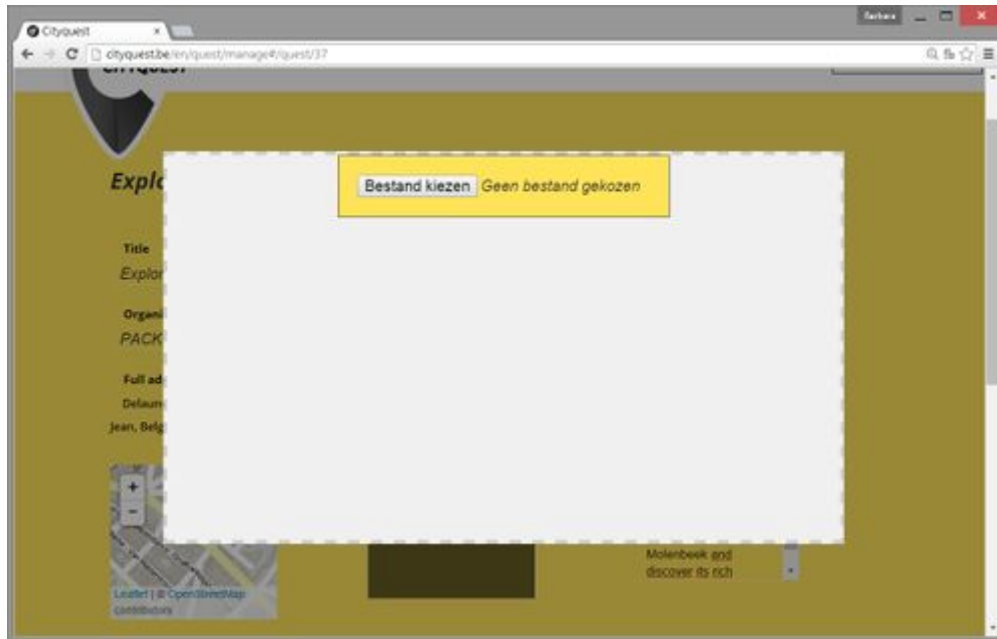 Barbara
Cityquest
cityquest.be/en/quest/manage#/quest/37
CITYQUEST
Bestand kiezen Geen bestand gekozen
Explo
Title
Explor
Organi
PACK
Full ad
Delaun
Jean, Belg
+
−
Leaflet | © OpenStreetMap
contributors
Molenbeek and
discover its rich